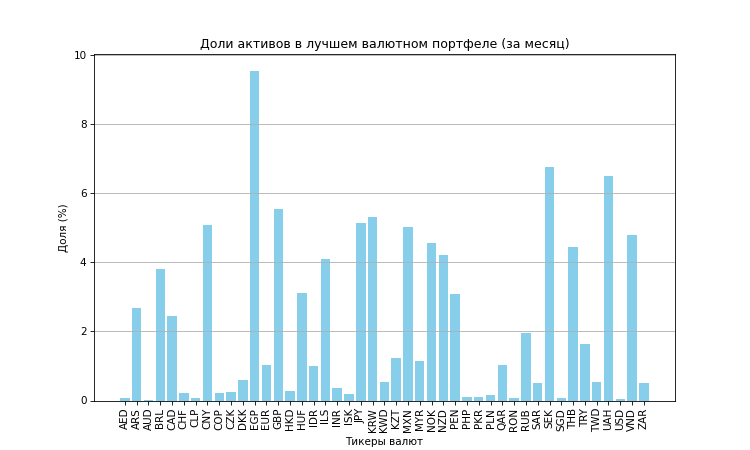 Доли активов в лучшем валютном портфеле (за месяц)
10
8
6
4
2
0
Доля (%)
AED ARS AUD BRL CAD CHF CLP CNY COP CZK DKK EGP EUR GBP HKD HUF IDR ILS INR ISK JPY KRW KWD KZT MXN MYR NOK NZD PEN PHP PKR PLN QAR RON RUB SAR SEK SGD THB TRY TWD UAH USD VND ZAR
Тикеры валют